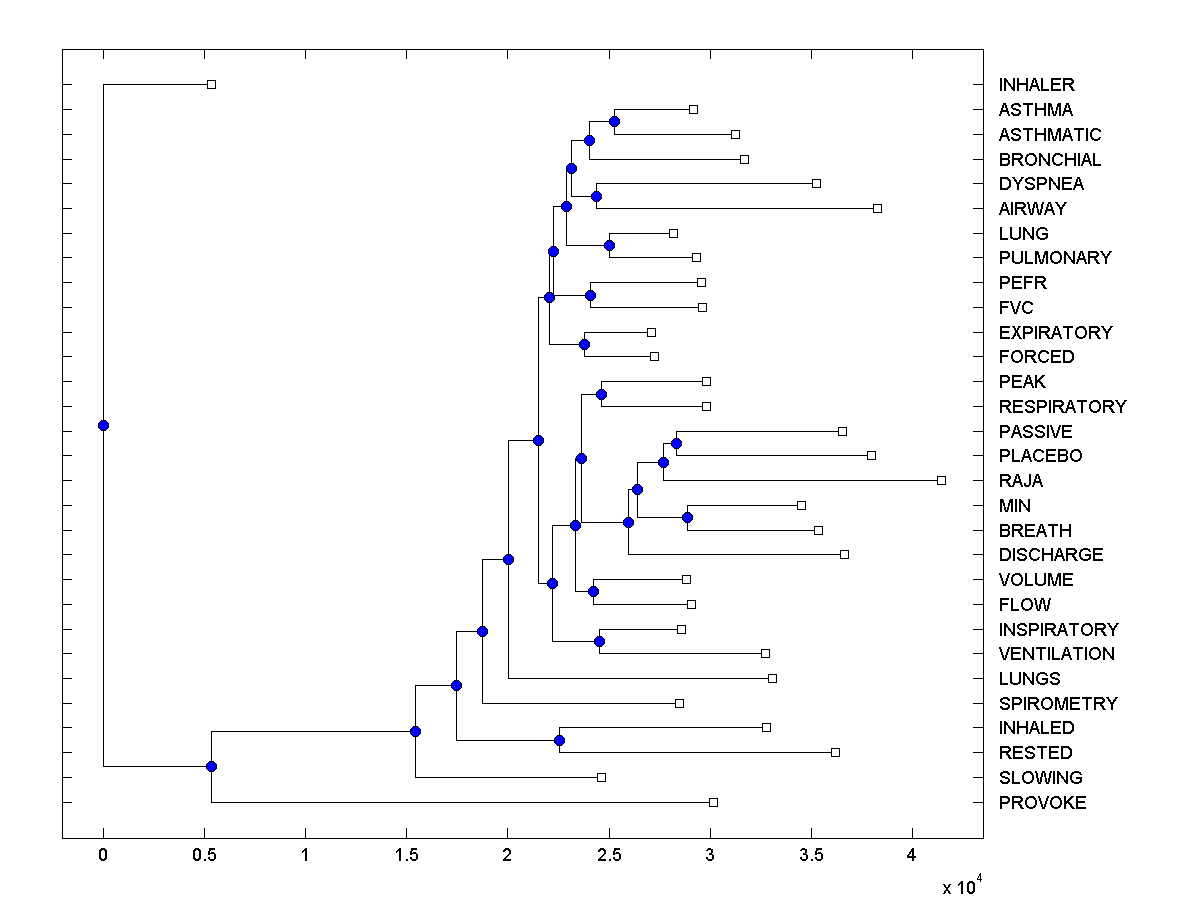 INHALER
ASTHMA
ASTHMATIC
BRONCHIAL
DYSPNEA
AIRWAY
LUNG
PULMONARY
PEFR
FVC
EXPIRATORY
FORCED
PEAK
RESPIRATORY
PASSIVE
PLACEBO
RAJA
MIN
BREATH
DISCHARGE
VOLUME
FLOW
INSPIRATORY
VENTILATION
LUNGS
SPIROMETRY
INHALED
RESTED
SLOWING
PROVOKE
0 0.5 1 1.5 2 2.5 3 3.5 4
x 10^4